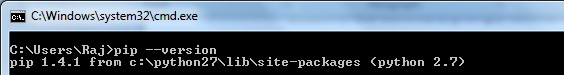 C:\Windows\system32\cmd.exe
C:\Users\Raj>pip --version
pip 1.4.1 from c:\python27\lib\site-packages (python 2.7)